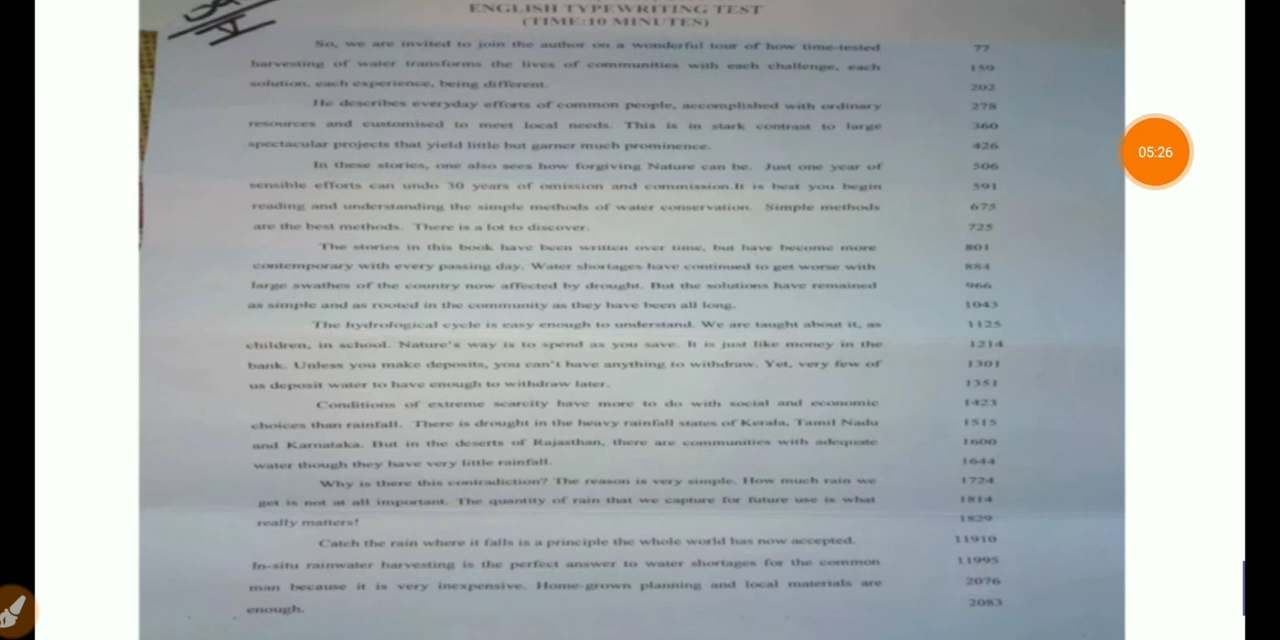 ENGLISH TYPEWRITING TEST
(TIME:10 MINUTES)
So, we are invited to join the author on a wonderful tour of how time-tested 77
harvesting of water transforms the lives of communities with each challenge, each 159
solution, each experience, being different. 202
He describes everyday efforts of common people, accomplished with ordinary 278
resources and customised to meet local needs. This is in stark contrast to large 360
spectacular projects that yield little but garner much prominence. 426
In these stories, one also sees how forgiving Nature can be. Just one year of 506
sensible efforts can undo 30 years of omission and commission.It is best you begin 591
reading and understanding the simple methods of water conservation. Simple methods 675
are the best methods. There is a lot to discover. 725
The stories in this book have been written over time, but have become more 801
contemporary with every passing day. Water shortages have continued to get worse with 884
large swathes of the country now affected by drought. But the solutions have remained 966
as simple and as rooted in the community as they have been all long. 1043
The hydrological cycle is easy enough to understand. We are taught about it, as 1125
children, in school. Nature's way is to spend as you save. It is just like money in the 1214
bank. Unless you make deposits, you can't have anything to withdraw. Yet, very few of 1301
us deposit water to have enough to withdraw later. 1351
Conditions of extreme scarcity have more to do with social and economic 1423
choices than rainfall. There is drought in the heavy rainfall states of Kerala, Tamil Nadu 1515
and Karnataka. But in the deserts of Rajasthan, there are communities with adequate 1600
water though they have very little rainfall. 1644
Why is there this contradiction? The reason is very simple. How much rain we 1724
get is not at all important. The quantity of rain that we capture for future use is what 1814
really matters! 1829
Catch the rain where it falls is a principle the whole world has now accepted. 11910
In-situ rainwater harvesting is the perfect answer to water shortages for the common 11995
man because it is very inexpensive. Home-grown planning and local materials are 2076
enough. 2083
05:26